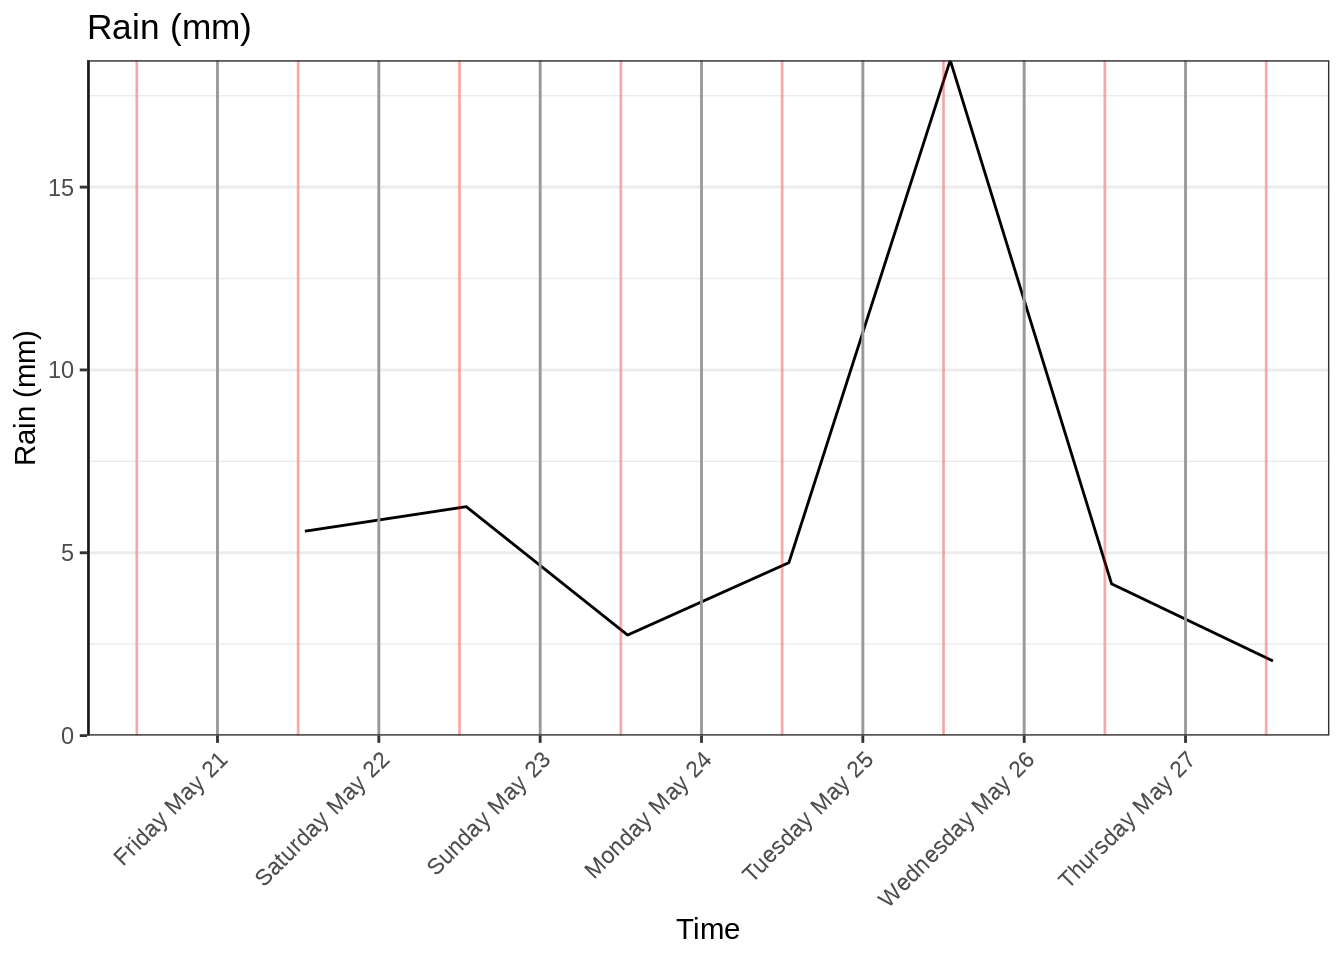 Rain (mm)
Rain (mm)
15
10
5
0
Friday May 21
Saturday May 22
Sunday May 23
Monday May 24
Tuesday May 25
Wednesday May 26
Thursday May 27
Time